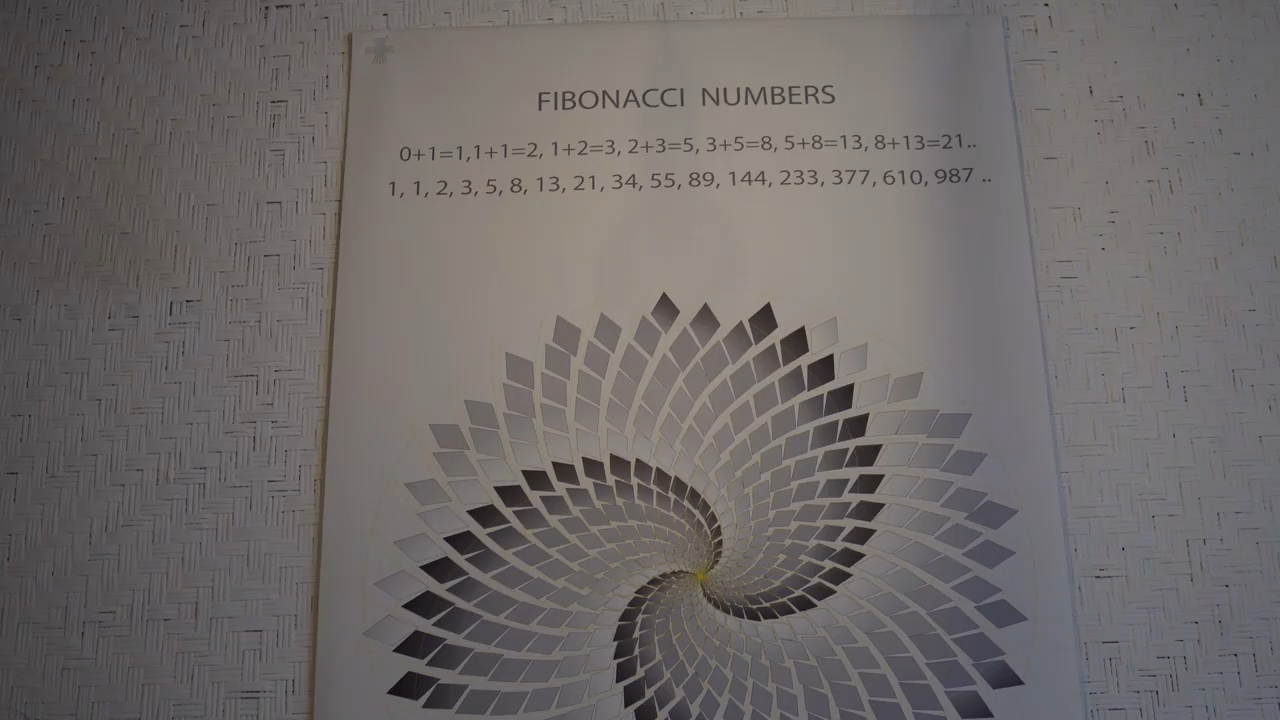 FIBONACCI NUMBERS
0+1=1,1+1=2, 1+2=3, 2+3=5, 3+5=8, 5+8=13, 8+13=21..
1, 1, 2, 3, 5, 8, 13, 21, 34, 55, 89, 144, 233, 377, 610, 987 ..